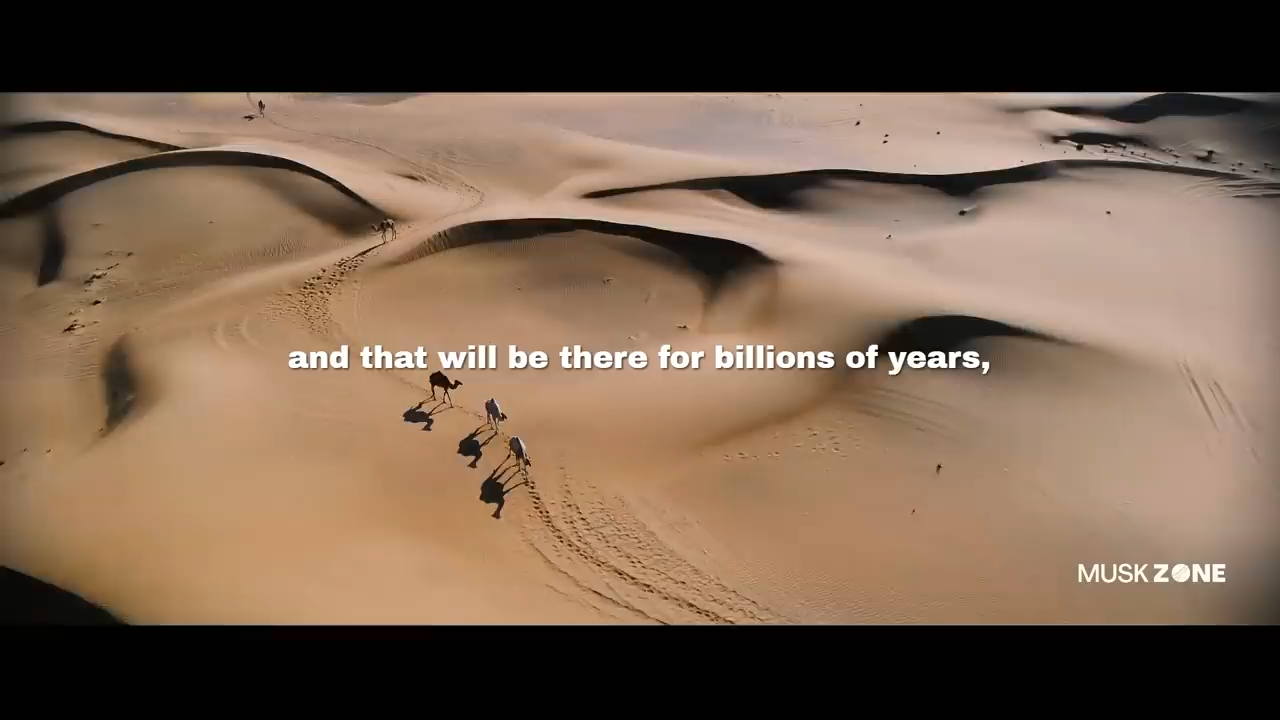 and that will be there for billions of years,
MUSK ZONE